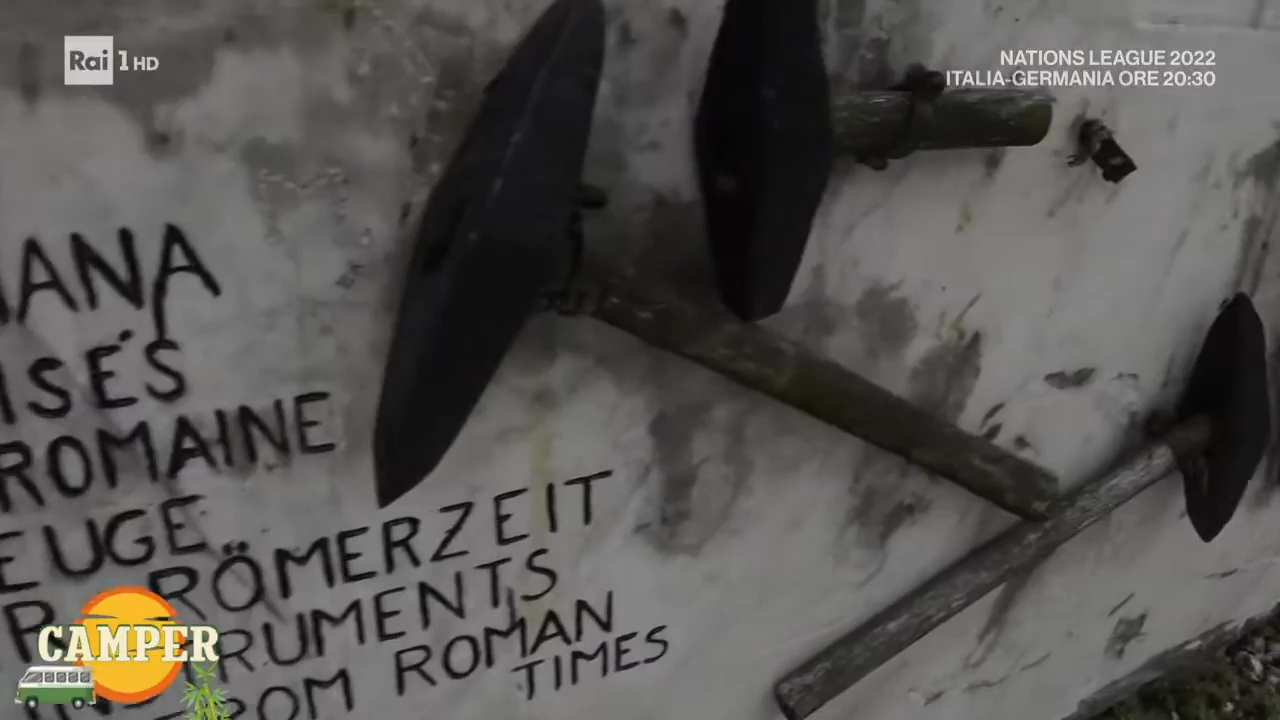 Rai 1 HD
NATIONS LEAGUE 2022
ITALIA-GERMANIA ORE 20:30
ANA
ISÉS
ROMAINE
EUGE
R RÖMERZEIT
RUMENTS
FROM ROMAN
TIMES
CAMPER